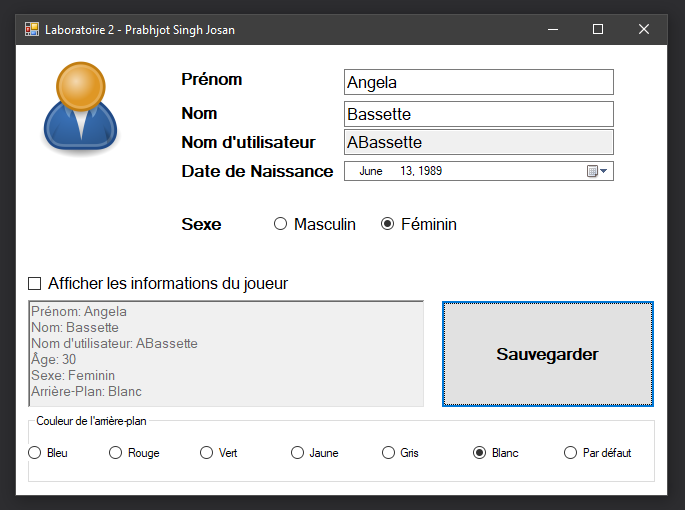 Laboratoire 2 - Prabhjot Singh Josan
Prénom Angela
Nom Bassette
Nom d'utilisateur ABassette
Date de Naissance June 13, 1989
Sexe Masculin Féminin
Afficher les informations du joueur
Prénom: Angela
Nom: Bassette
Nom d'utilisateur: ABassette
Âge: 30
Sexe: Feminin
Arrière-Plan: Blanc
Sauvegarder
Couleur de l'arrière-plan
Bleu Rouge Vert Jaune Gris Blanc Par défaut